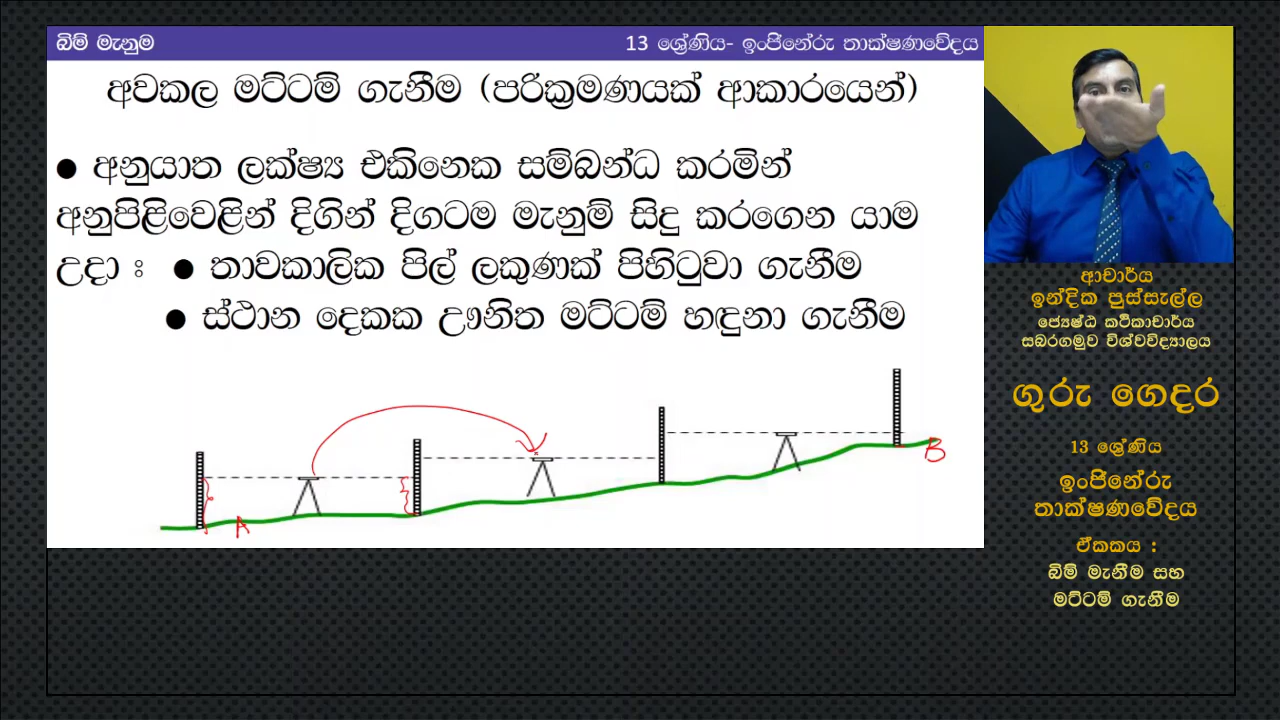 බිම් මැනුම
13 ශ්‍රේණිය- ඉංජිනේරු තාක්ෂණවේදය
අවකල මට්ටම් ගැනීම (පරික්‍රමණයක් ආකාරයෙන්)
● අනුයාත ලක්ෂ්‍ය එකිනෙක සම්බන්ධ කරමින්
අනුපිළිවෙළින් දිගින් දිගටම මැනුම් සිදු කරගෙන යාම
උදා : ● තාවකාලික පිල් ලකුණක් පිහිටුවා ගැනීම
● ස්ථාන දෙකක ඌනිත මට්ටම් හඳුනා ගැනීම
A
B
ආචාර්ය
ඉන්දික පුස්සැල්ල
ජ්‍යෙෂ්ඨ කථිකාචාර්ය
සබරගමුව විශ්වවිද්‍යාලය
ගුරු ගෙදර
13 ශ්‍රේණිය
ඉංජිනේරු
තාක්ෂණවේදය
ඒකකය :
බිම් මැනීම සහ
මට්ටම් ගැනීම